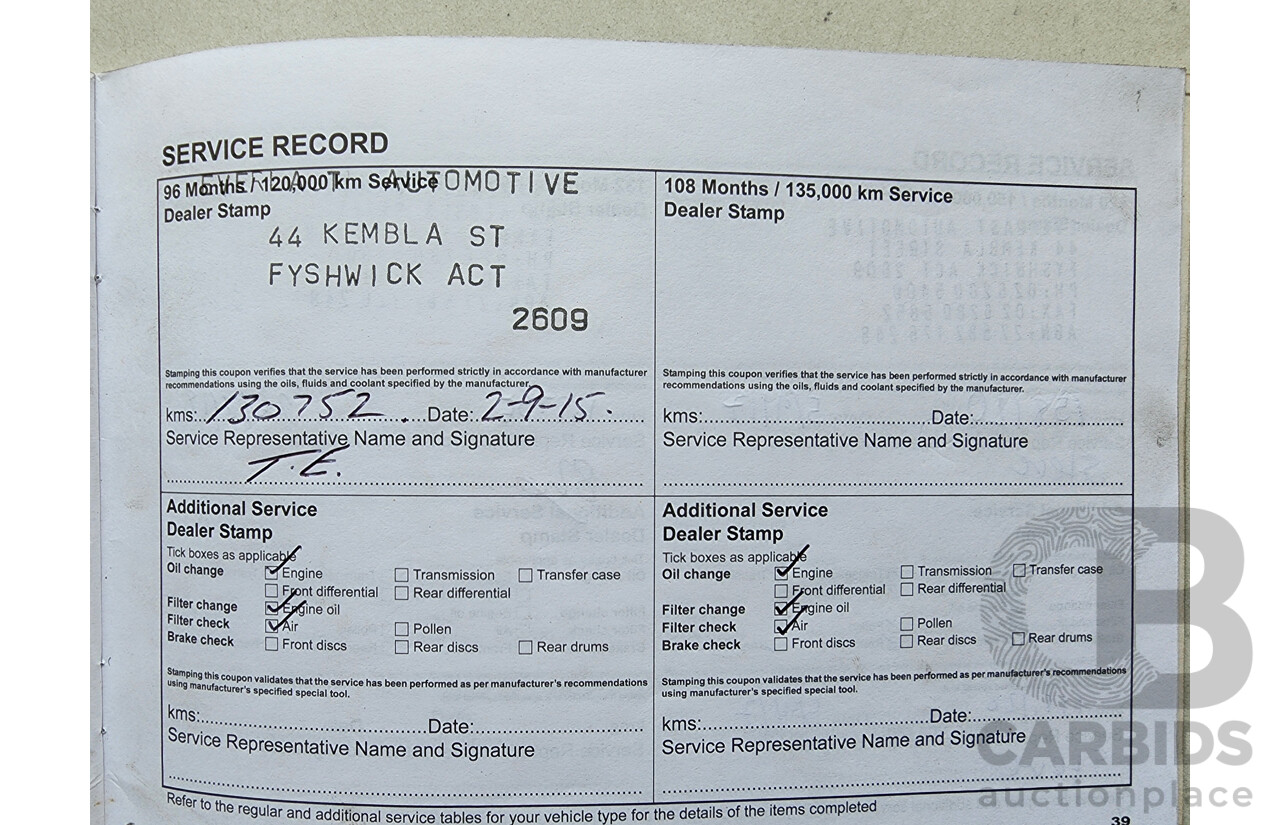 SERVICE RECORD
96 Months / 120,000 km Service
AUTOMOTIVE
Dealer Stamp
44 KEMBLA ST
FYSHWICK ACT
2609
Stamping this coupon verifies that the service has been performed strictly in accordance with manufacturer
recommendations using the oils, fluids and coolant specified by the manufacturer.
kms: 130752 Date: 2-9-15.
Service Representative Name and Signature
T.E.
Additional Service
Dealer Stamp
Tick boxes as applicable
Oil change Engine Transmission Transfer case
Front differential Rear differential
Filter change Engine oil
Filter check Air Pollen
Brake check Front discs Rear discs Rear drums
Stamping this coupon validates that the service has been performed as per manufacturer's recommendations
using manufacturer's specified special tool.
kms: Date:
Service Representative Name and Signature
108 Months / 135,000 km Service
Dealer Stamp
Stamping this coupon verifies that the service has been performed strictly in accordance with manufacturer
recommendations using the oils, fluids and coolant specified by the manufacturer.
kms: Date:
Service Representative Name and Signature
Additional Service
Dealer Stamp
Tick boxes as applicable
Oil change Engine Transmission Transfer case
Front differential Rear differential
Filter change Engine oil
Filter check Air Pollen
Brake check Front discs Rear discs Rear drums
Stamping this coupon validates that the service has been performed as per manufacturer's recommendations
using manufacturer's specified special tool.
kms: Date:
Service Representative Name and Signature
Refer to the regular and additional service tables for your vehicle type for the details of the items completed
39
CB
CARBIDS
auctionplace